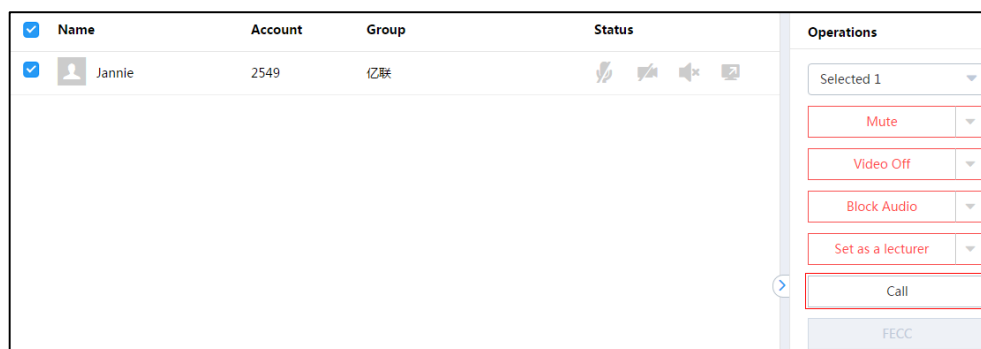 Name Account Group Status
Jannie 2549 亿联
Operations
Selected 1
Mute
Video Off
Block Audio
Set as a lecturer
Call
FECC